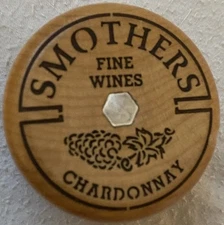 SMOTHERS
FINE
WINES
CHARDONNAY